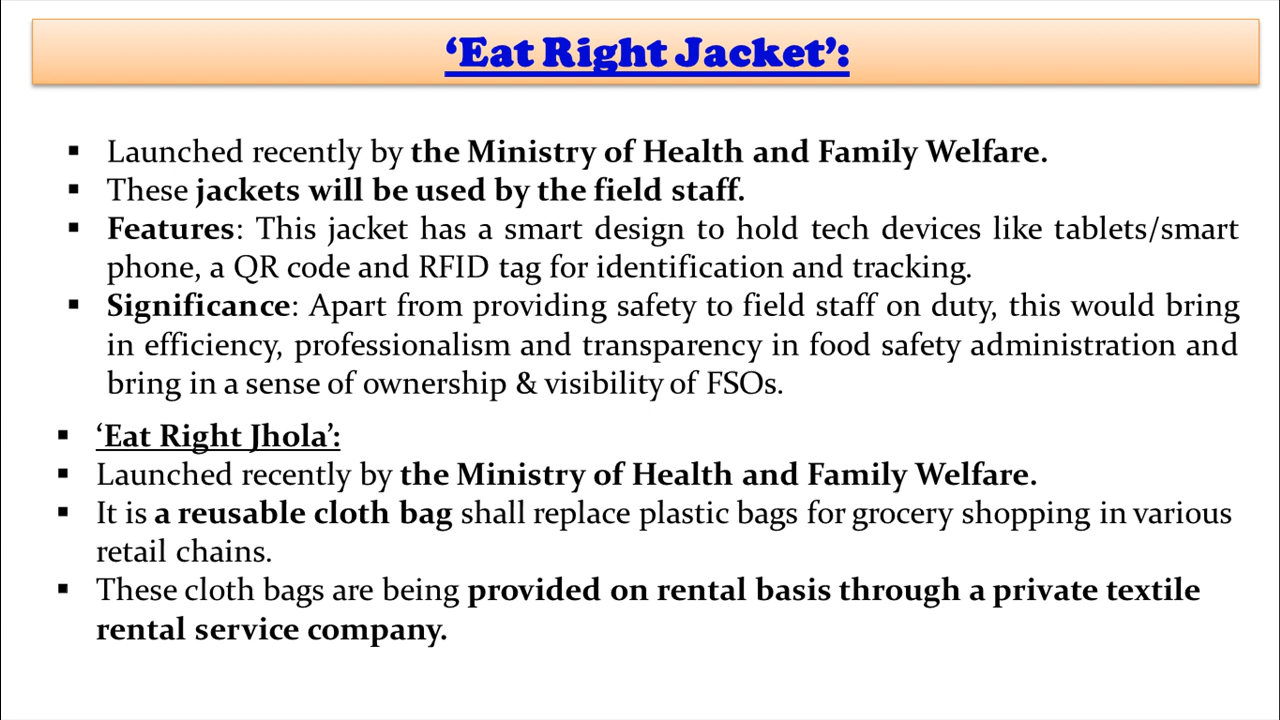 ‘Eat Right Jacket’:
▪ Launched recently by the Ministry of Health and Family Welfare.
▪ These jackets will be used by the field staff.
▪ Features: This jacket has a smart design to hold tech devices like tablets/smart
phone, a QR code and RFID tag for identification and tracking.
▪ Significance: Apart from providing safety to field staff on duty, this would bring
in efficiency, professionalism and transparency in food safety administration and
bring in a sense of ownership & visibility of FSOs.
▪ ‘Eat Right Jhola’:
▪ Launched recently by the Ministry of Health and Family Welfare.
▪ It is a reusable cloth bag shall replace plastic bags for grocery shopping in various
retail chains.
▪ These cloth bags are being provided on rental basis through a private textile
rental service company.